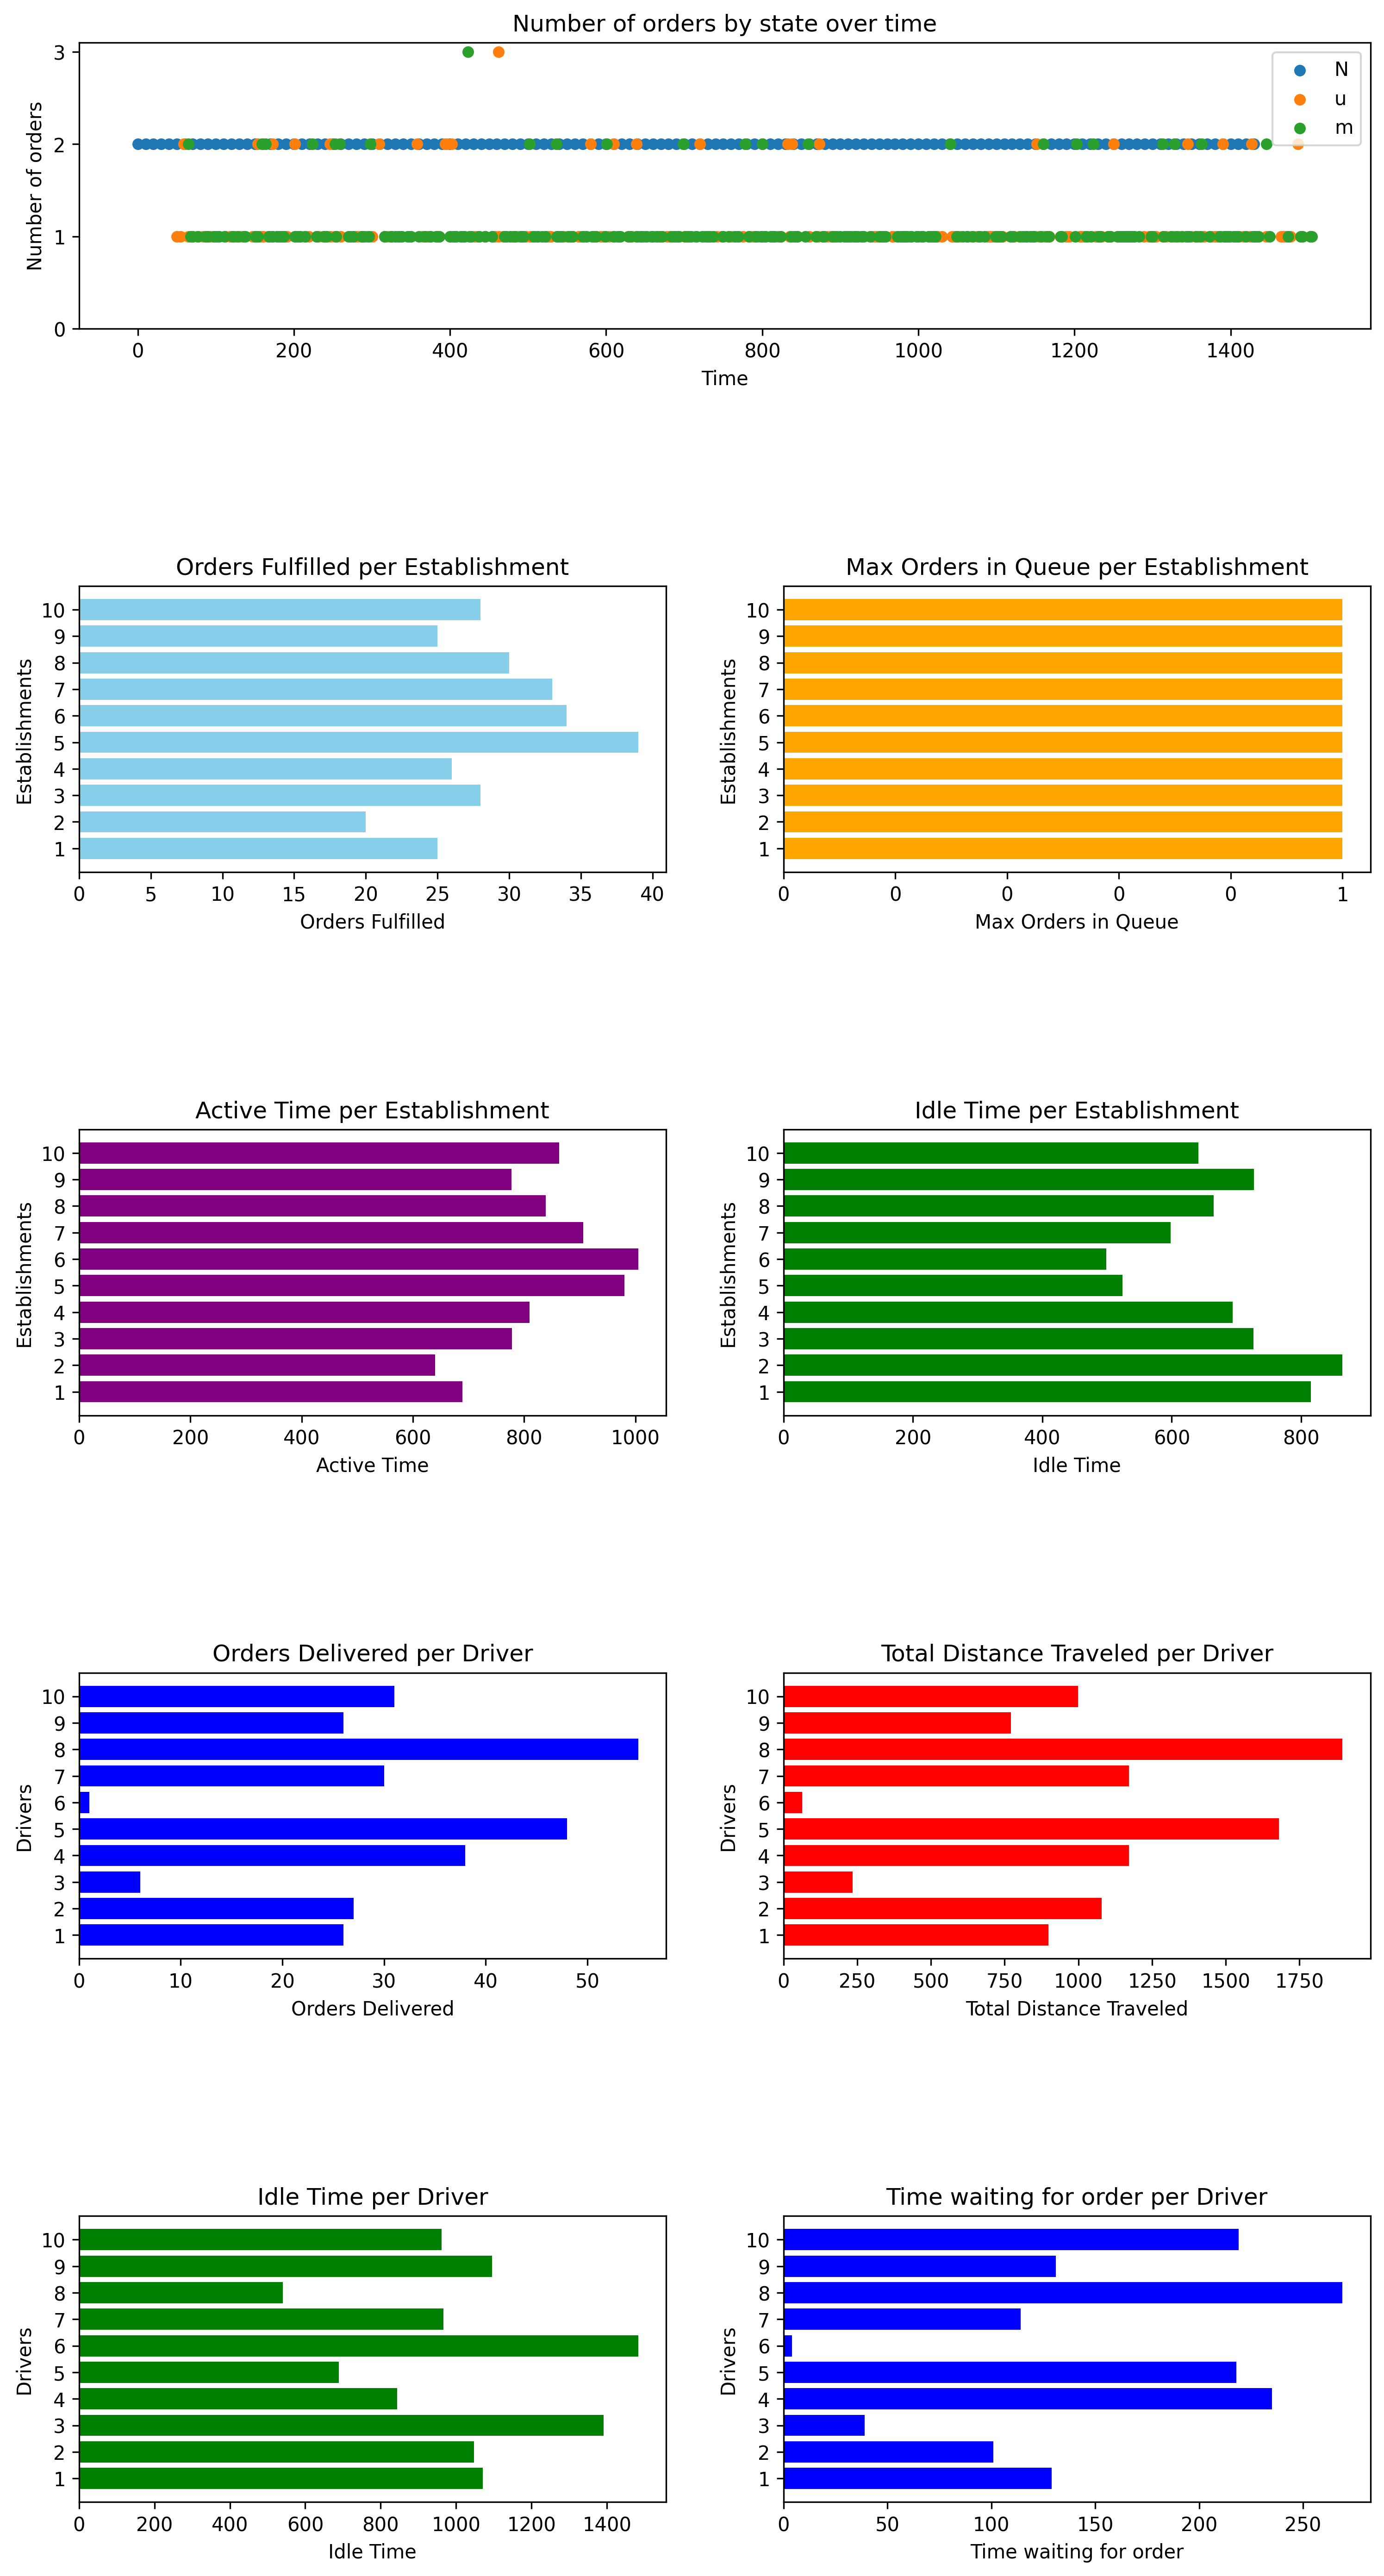 Number of orders by state over time
3
2
1
0
Number of orders
N
u
m
0 200 400 600 800 1000 1200 1400
Time
Orders Fulfilled per Establishment
10
9
8
7
6
5
4
3
2
1
Establishments
0 5 10 15 20 25 30 35 40
Orders Fulfilled
Max Orders in Queue per Establishment
10
9
8
7
6
5
4
3
2
1
Establishments
0 0 0 0 0 1
Max Orders in Queue
Active Time per Establishment
10
9
8
7
6
5
4
3
2
1
Establishments
0 200 400 600 800 1000
Active Time
Idle Time per Establishment
10
9
8
7
6
5
4
3
2
1
Establishments
0 200 400 600 800
Idle Time
Orders Delivered per Driver
10
9
8
7
6
5
4
3
2
1
Drivers
0 10 20 30 40 50
Orders Delivered
Total Distance Traveled per Driver
10
9
8
7
6
5
4
3
2
1
Drivers
0 250 500 750 1000 1250 1500 1750
Total Distance Traveled
Idle Time per Driver
10
9
8
7
6
5
4
3
2
1
Drivers
0 200 400 600 800 1000 1200 1400
Idle Time
Time waiting for order per Driver
10
9
8
7
6
5
4
3
2
1
Drivers
0 50 100 150 200 250
Time waiting for order